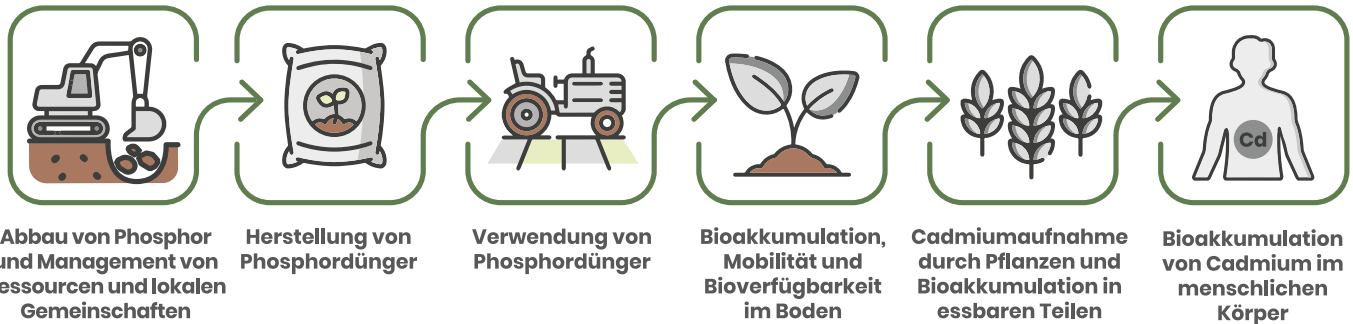 Abbau von Phosphor
und Management von
essourcen und lokalen
Gemeinschaften
Herstellung von
Phosphordünger
Verwendung von
Phosphordünger
Bioakkumulation,
Mobilität und
Bioverfügbarkeit
im Boden
Cadmiumaufnahme
durch Pflanzen und
Bioakkumulation in
essbaren Teilen
Cd
Bioakkumulation
von Cadmium im
menschlichen
Körper